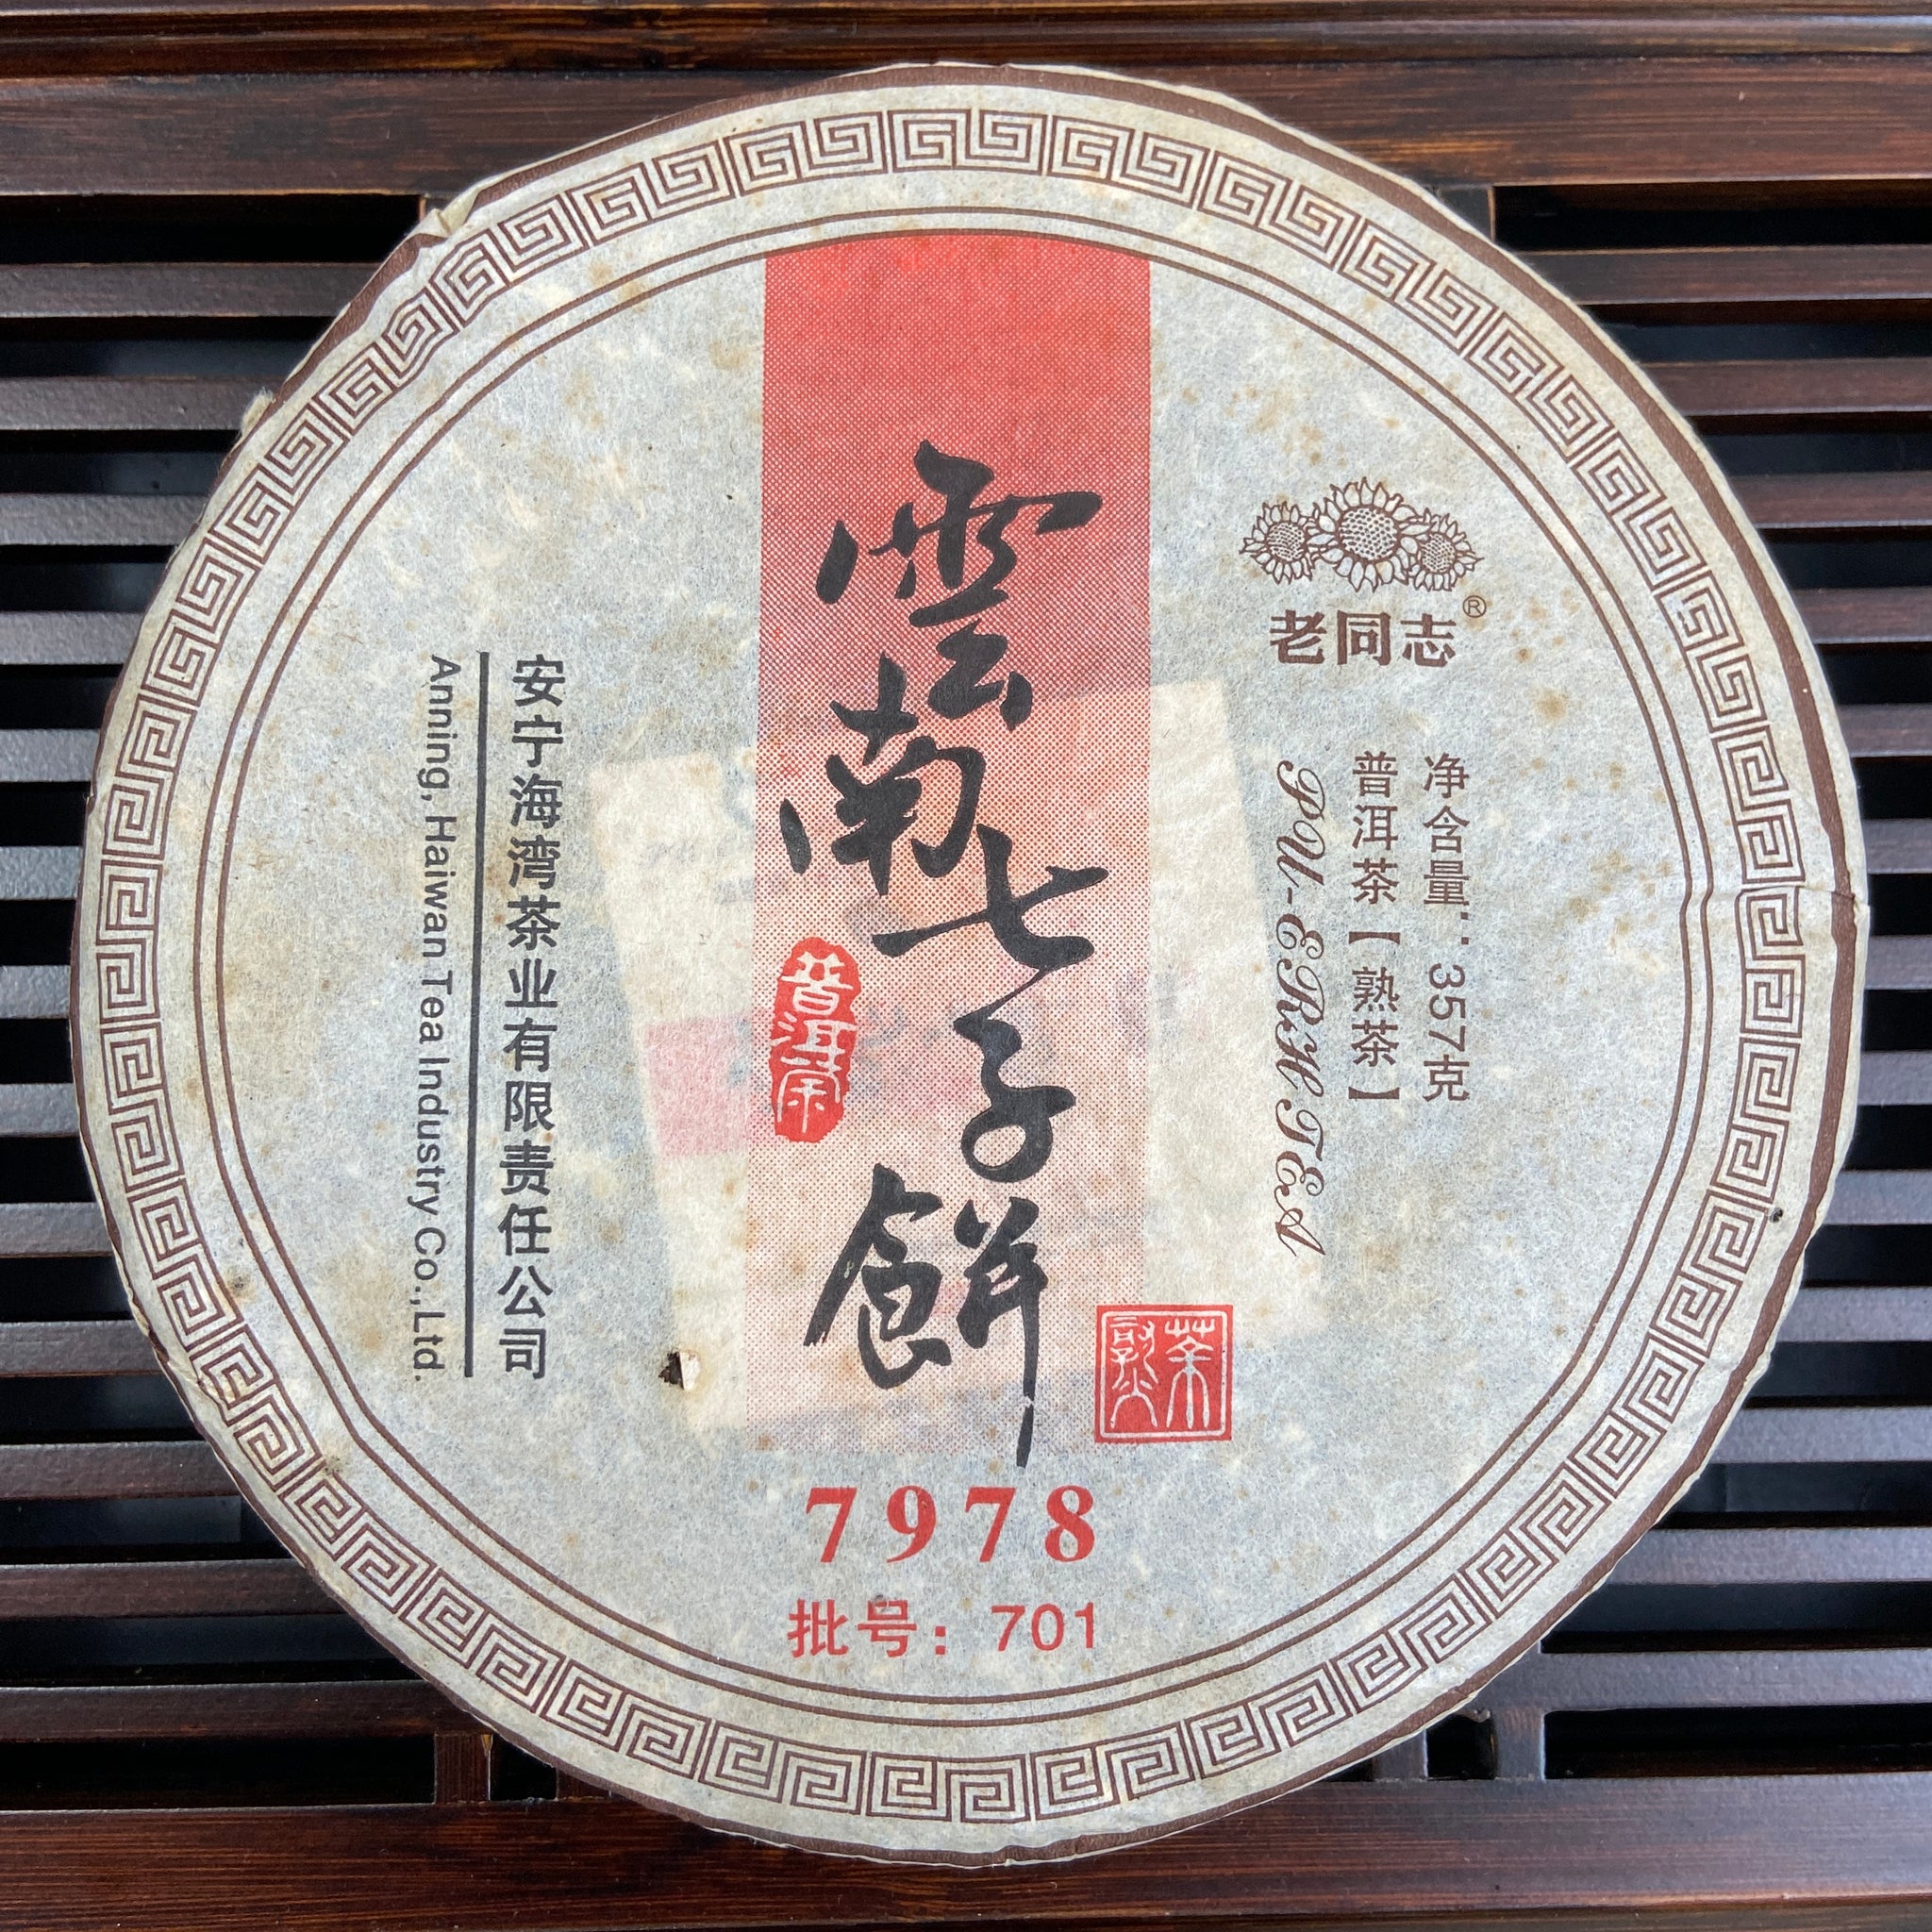 老同志®
净含量：357克
普洱茶【熟茶】
PU-ERH TEA
雲南七子餅
普洱茶
熟茶
安宁海湾茶业有限责任公司
Anning, Haiwan Tea Industry Co.,Ltd.
7978
批号：701